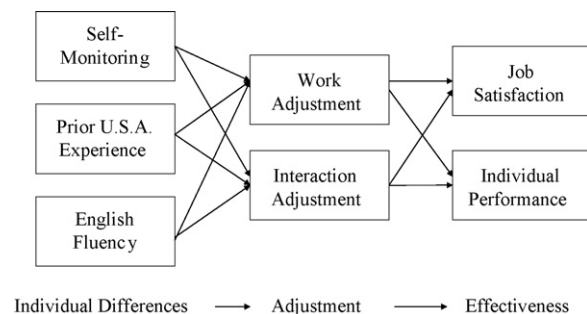 Self-
Monitoring
Prior U.S.A.
Experience
English
Fluency
Work
Adjustment
Interaction
Adjustment
Job
Satisfaction
Individual
Performance
Individual Differences
Adjustment
Effectiveness